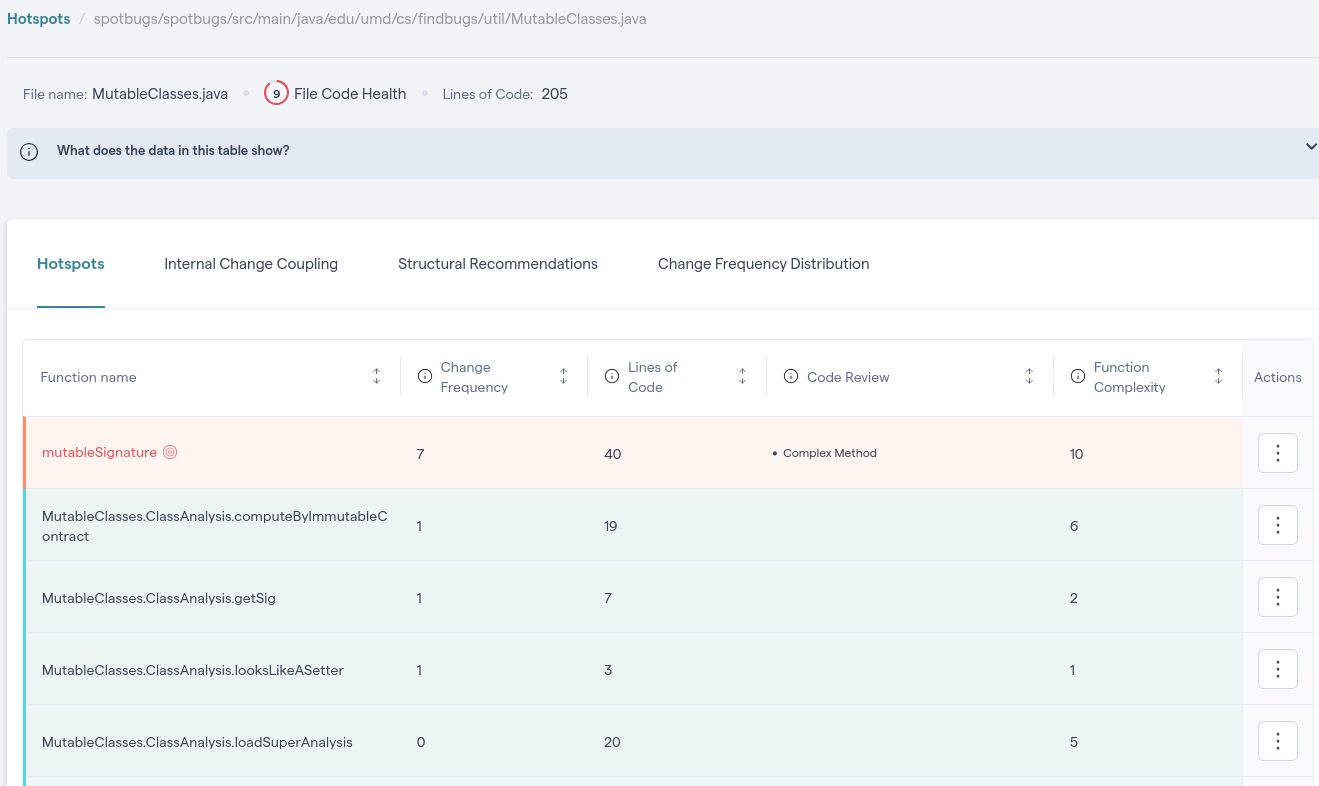 Hotspots / spotbugs/spotbugs/src/main/java/edu/umd/cs/findbugs/util/MutableClasses.java
File name: MutableClasses.java 9 File Code Health Lines of Code: 205
What does the data in this table show?
Hotspots Internal Change Coupling Structural Recommendations Change Frequency Distribution
Function name Change Frequency Lines of Code Code Review Function Complexity Actions
mutableSignature 7 40 • Complex Method 10
MutableClasses.ClassAnalysis.computeByImmutableC
ontract 1 19 6
MutableClasses.ClassAnalysis.getSig 1 7 2
MutableClasses.ClassAnalysis.looksLikeASetter 1 3 1
MutableClasses.ClassAnalysis.loadSuperAnalysis 0 20 5